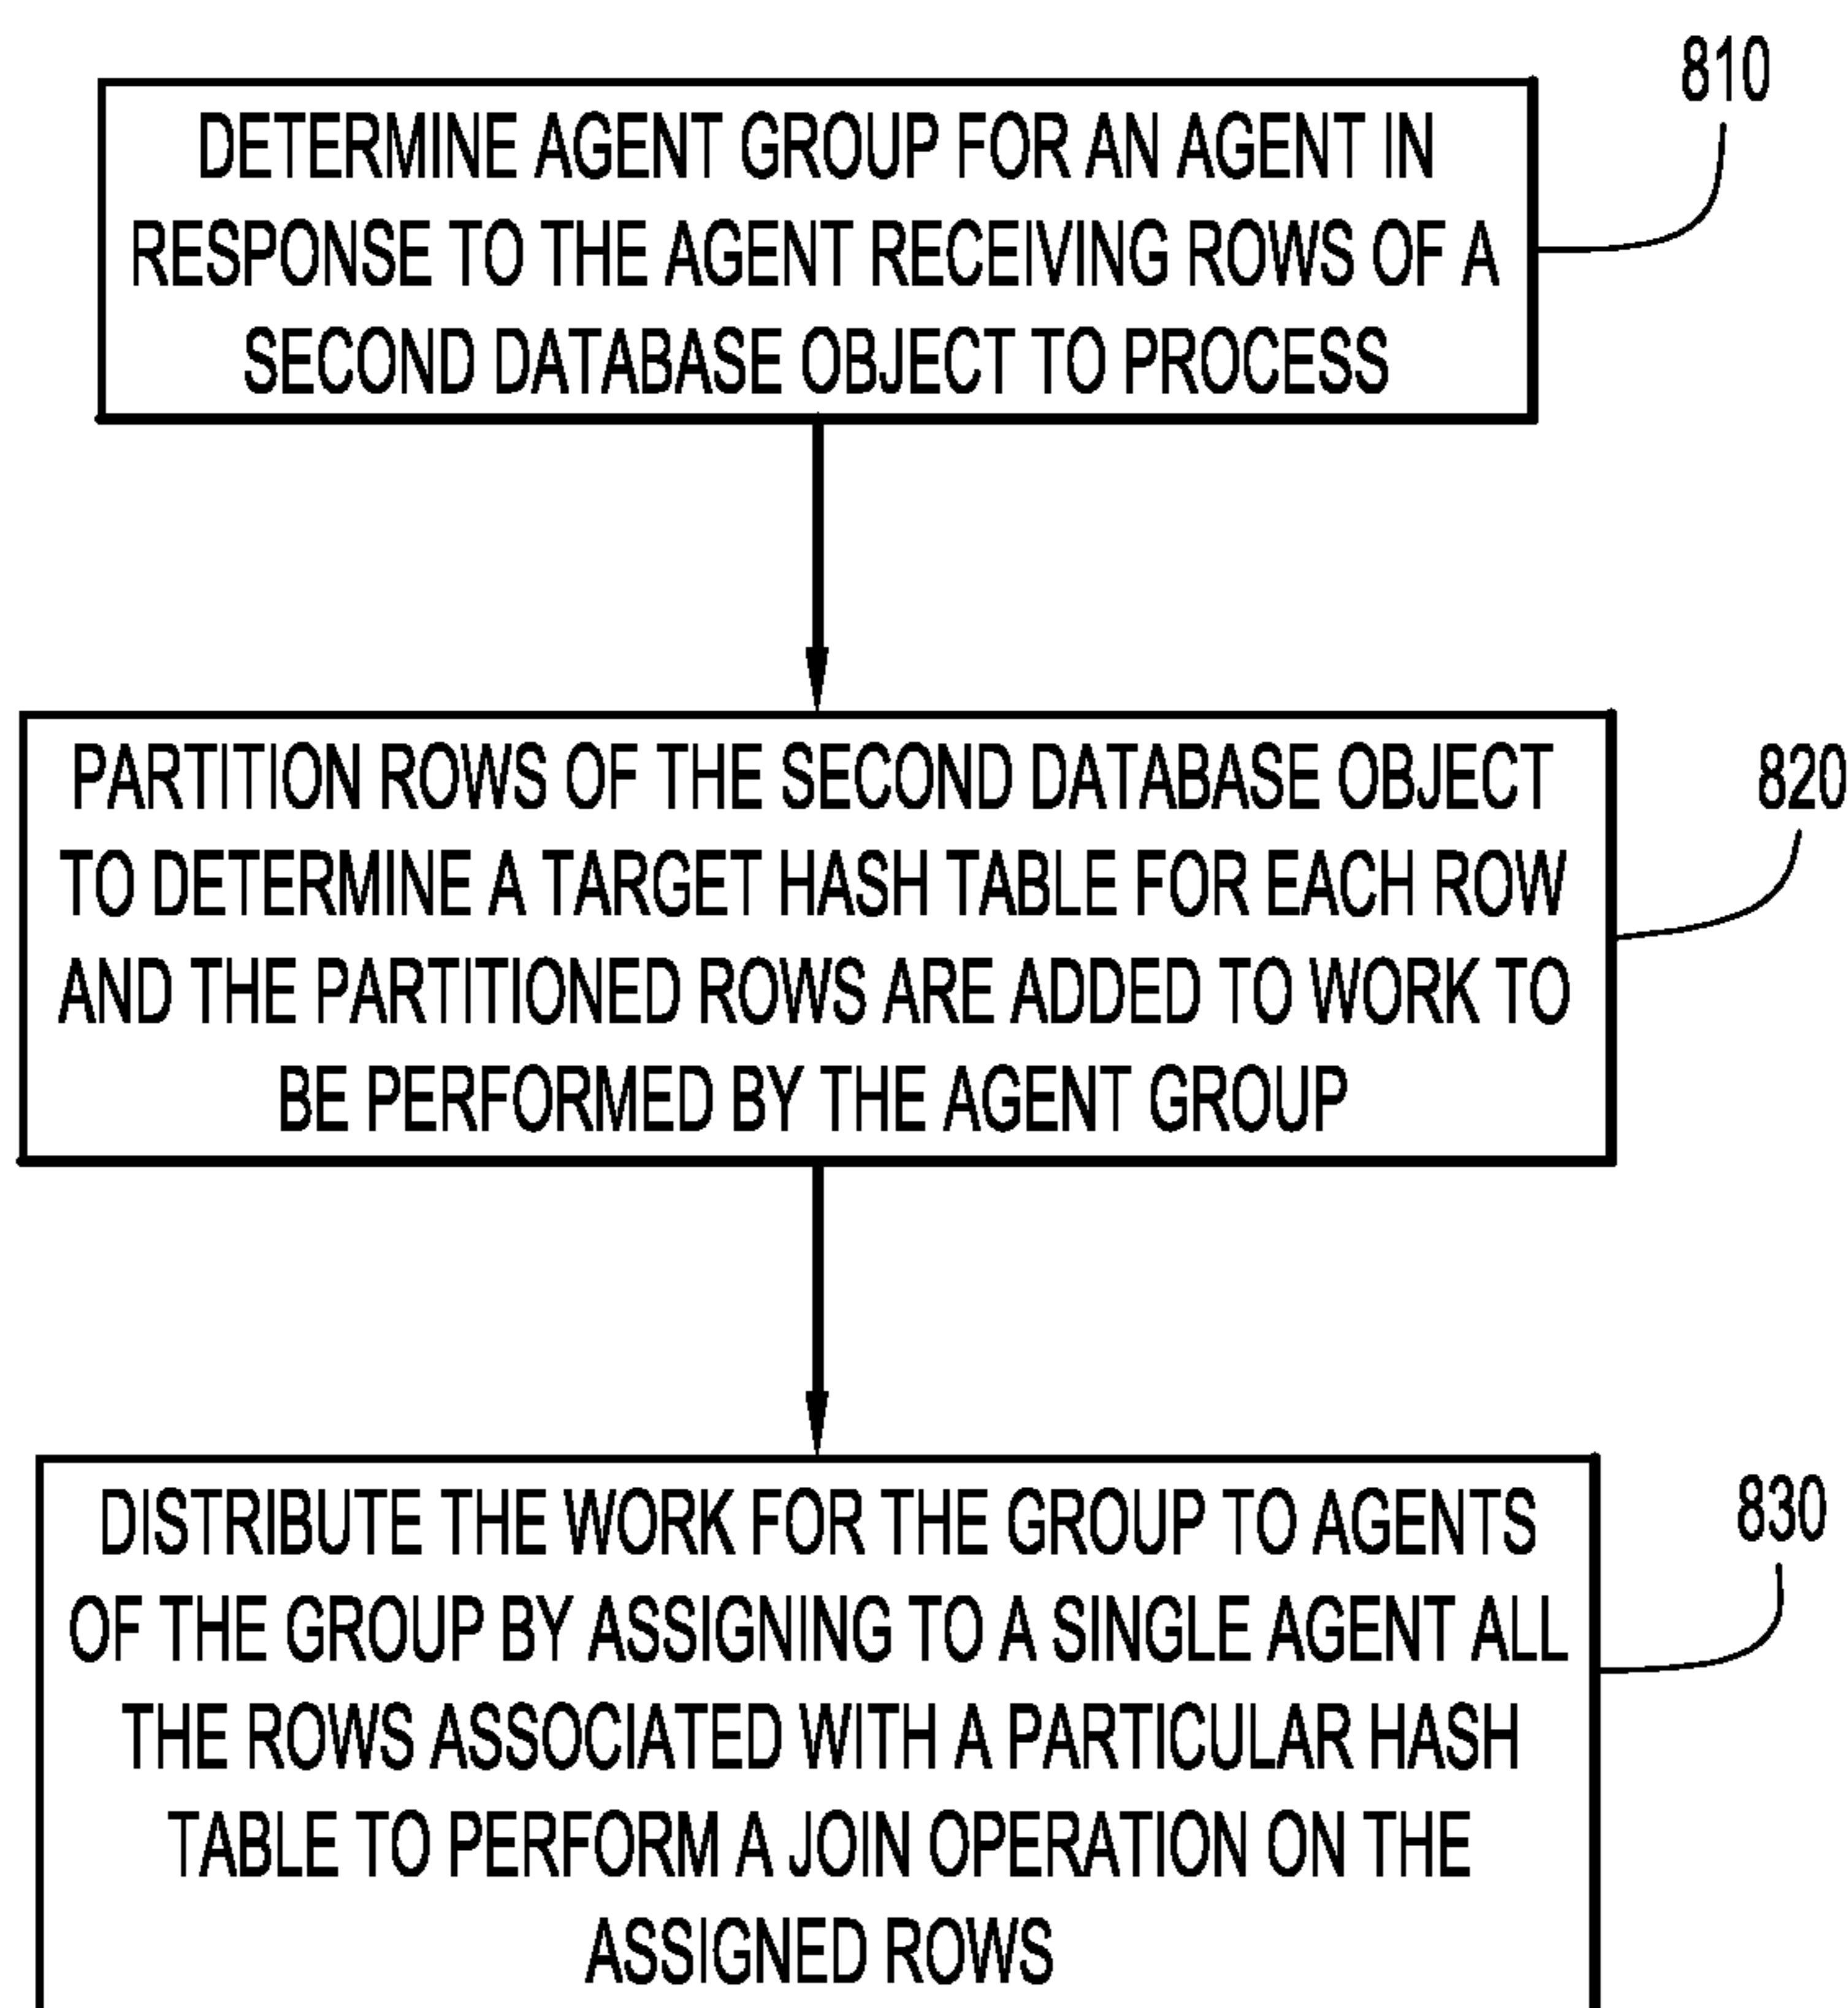 810
DETERMINE AGENT GROUP FOR AN AGENT IN
RESPONSE TO THE AGENT RECEIVING ROWS OF A
SECOND DATABASE OBJECT TO PROCESS
820
PARTITION ROWS OF THE SECOND DATABASE OBJECT
TO DETERMINE A TARGET HASH TABLE FOR EACH ROW
AND THE PARTITIONED ROWS ARE ADDED TO WORK TO
BE PERFORMED BY THE AGENT GROUP
830
DISTRIBUTE THE WORK FOR THE GROUP TO AGENTS
OF THE GROUP BY ASSIGNING TO A SINGLE AGENT ALL
THE ROWS ASSOCIATED WITH A PARTICULAR HASH
TABLE TO PERFORM A JOIN OPERATION ON THE
ASSIGNED ROWS